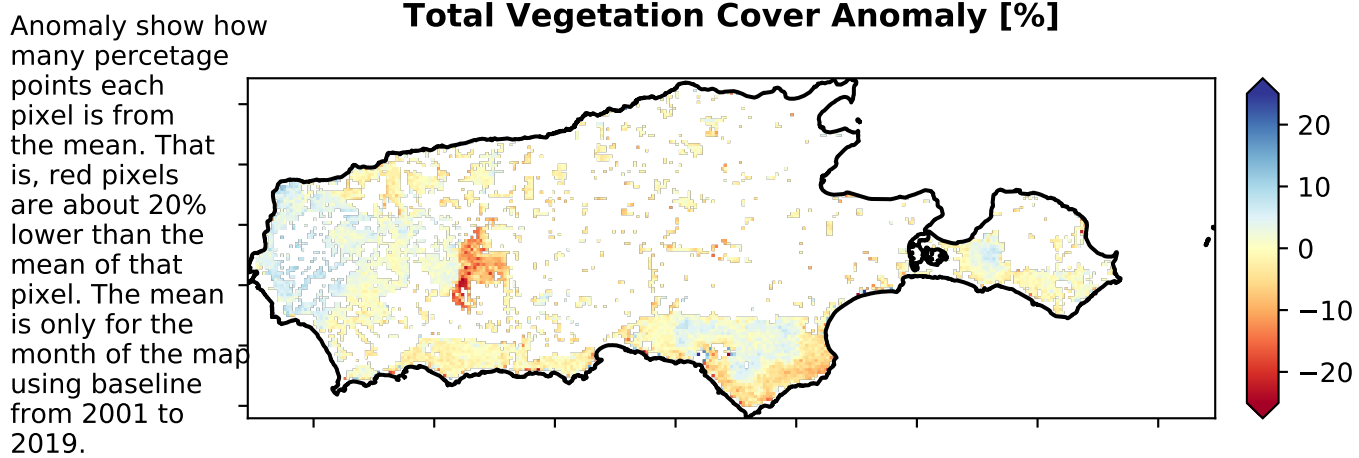 Total Vegetation Cover Anomaly [%]
Anomaly show how
many percetage
points each
pixel is from
the mean. That
is, red pixels
are about 20%
lower than the
mean of that
pixel. The mean
is only for the
month of the map
using baseline
from 2001 to
2019.
20
10
0
−10
−20